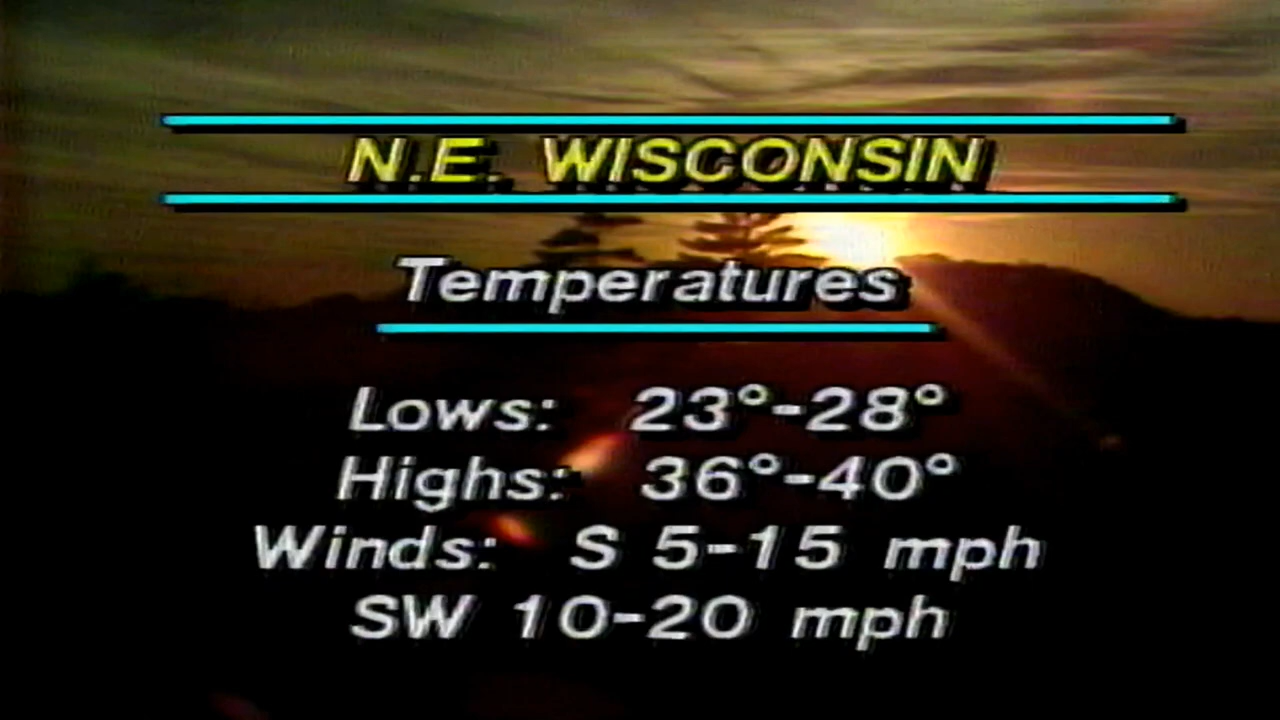 N.E. WISCONSIN
Temperatures
Lows: 23°-28°
Highs: 36°-40°
Winds: S 5-15 mph
SW 10-20 mph